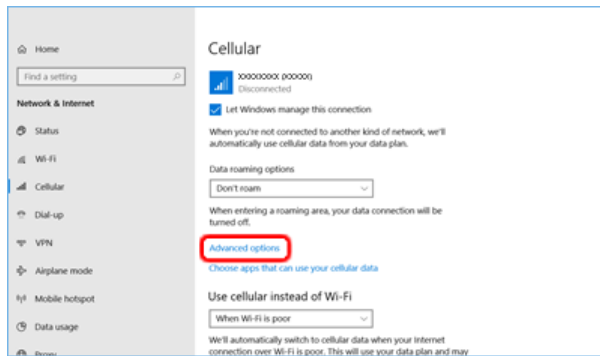 Home
Find a setting
Network & Internet
Status
Wi-Fi
Cellular
Dial-up
VPN
Airplane mode
Mobile hotspot
Data usage
Proxy
Cellular
XXXXXXXX (XXXXX)
Disconnected
Let Windows manage this connection
When you're not connected to another kind of network, we'll
automatically use cellular data from your data plan.
Data roaming options
Don't roam
When entering a roaming area, your data connection will be
turned off.
Advanced options
Choose apps that can use your cellular data
Use cellular instead of Wi-Fi
When Wi-Fi is poor
We'll automatically switch to cellular data when your Internet
connection over Wi-Fi is poor. This will use your data plan and may